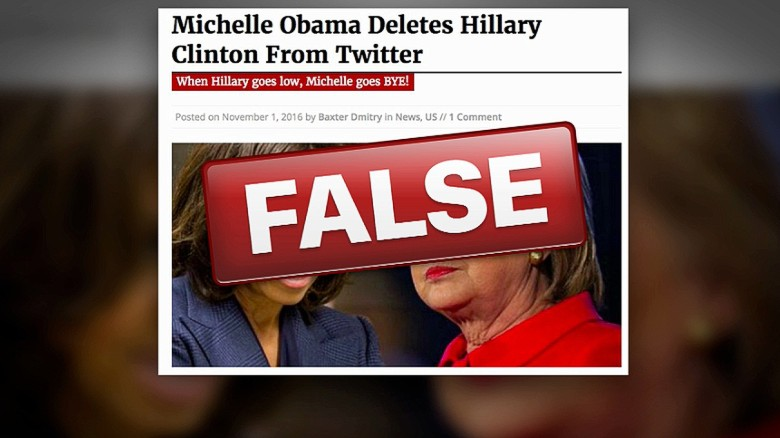 Michelle Obama Deletes Hillary
Clinton From Twitter
When Hillary goes low, Michelle goes BYE!
Posted on November 1, 2016 by Baxter Dmitry in News, US // 1 Comment
FALSE